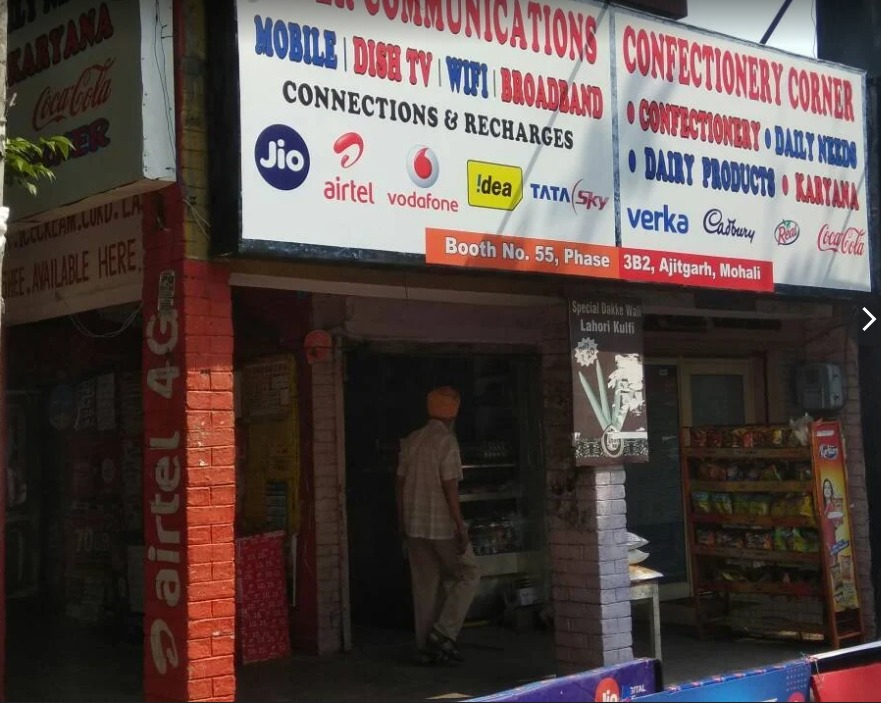 COMMUNICATIONS
MOBILE | DISH TV | WIFI | BROADBAND
CONNECTIONS & RECHARGES
Jio
airtel
vodafone
!dea
TATA Sky
Booth No. 55, Phase
CONFECTIONERY CORNER
• CONFECTIONERY • DAILY NEEDS
• DAIRY PRODUCTS • KARYANA
verka
Cadbury
Real
Coca-Cola
3B2, Ajitgarh, Mohali
KARYANA
Coca-Cola
AVAILABLE HERE.
airtel 4G
Special Dakke Wali
Lahori Kulfi
Jio